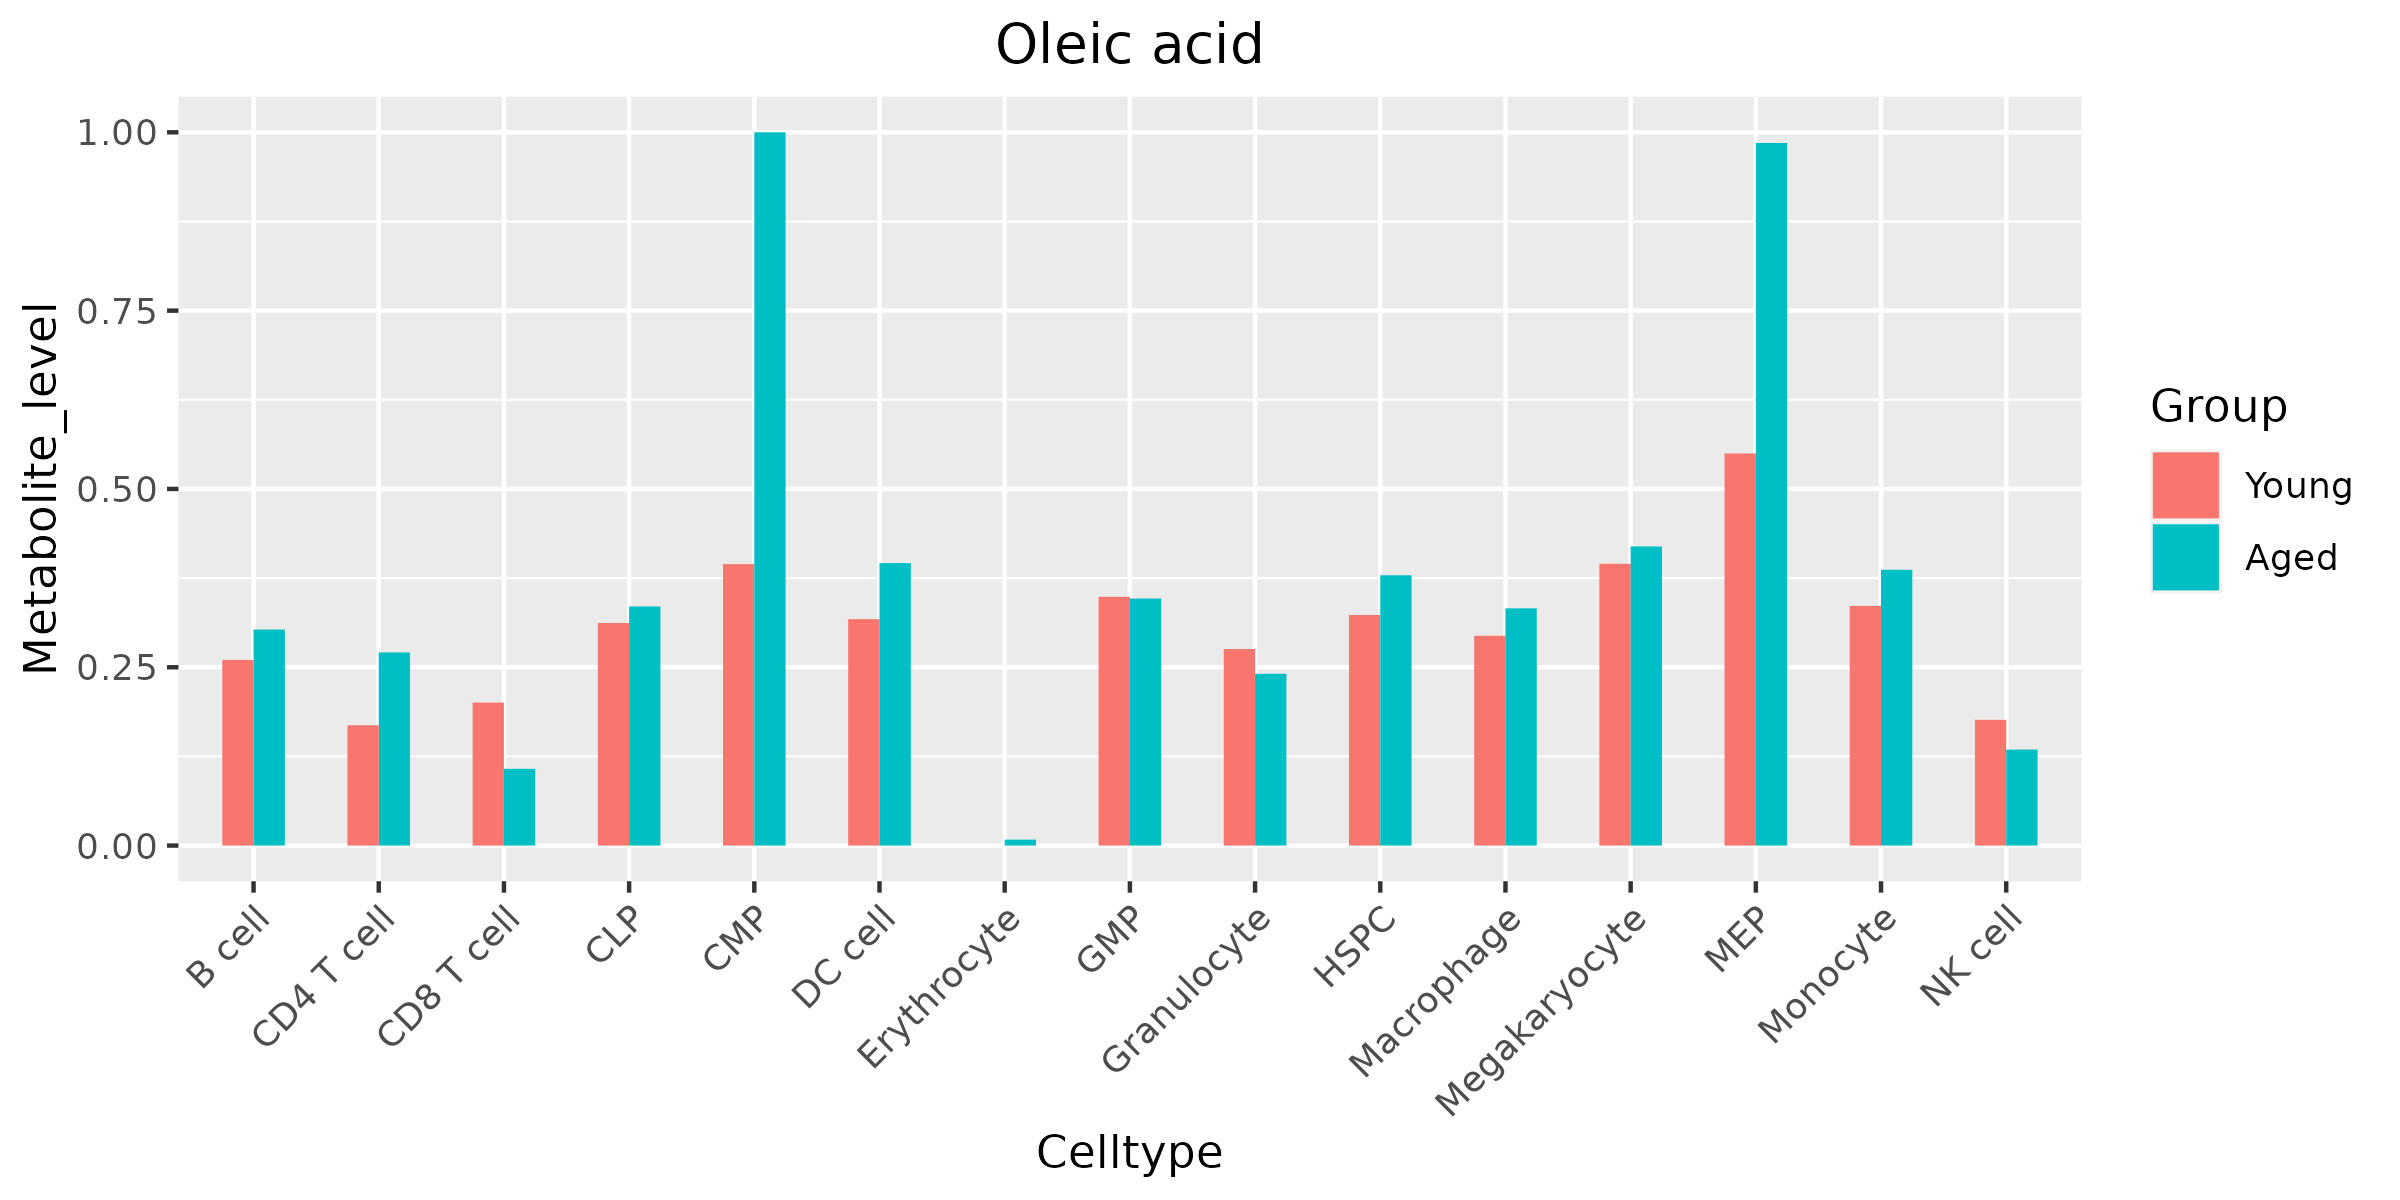 Oleic acid
Metabolite_level
1.00
0.75
0.50
0.25
0.00
B cell
CD4 T cell
CD8 T cell
CLP
CMP
DC cell
Erythrocyte
GMP
Granulocyte
HSPC
Macrophage
Megakaryocyte
MEP
Monocyte
NK cell
Celltype
Group
Young
Aged